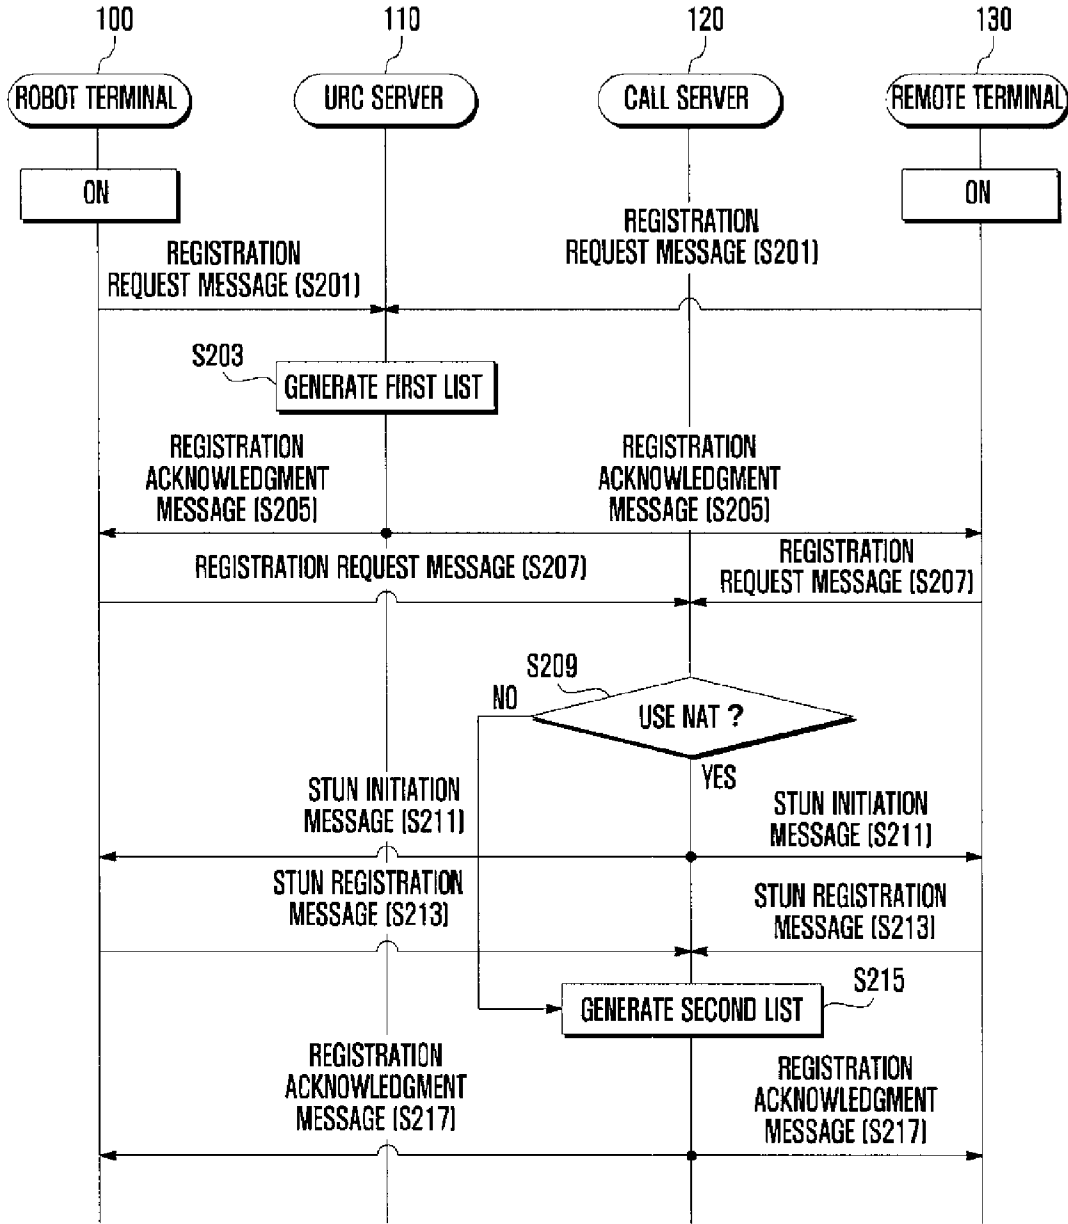 100
110
120
130
ROBOT TERMINAL
URC SERVER
CALL SERVER
REMOTE TERMINAL
ON
ON
REGISTRATION
REQUEST MESSAGE (S201)
REGISTRATION
REQUEST MESSAGE (S201)
S203
GENERATE FIRST LIST
REGISTRATION
ACKNOWLEDGMENT
MESSAGE (S205)
REGISTRATION
ACKNOWLEDGMENT
MESSAGE (S205)
REGISTRATION REQUEST MESSAGE (S207)
REGISTRATION
REQUEST MESSAGE (S207)
S209
NO
USE NAT ?
YES
STUN INITIATION
MESSAGE (S211)
STUN INITIATION
MESSAGE (S211)
STUN REGISTRATION
MESSAGE (S213)
STUN REGISTRATION
MESSAGE (S213)
S215
GENERATE SECOND LIST
REGISTRATION
ACKNOWLEDGMENT
MESSAGE (S217)
REGISTRATION
ACKNOWLEDGMENT
MESSAGE (S217)